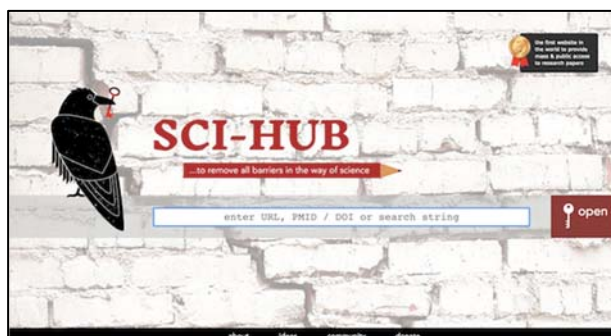 the first website in
the world to provide
mass & public access
to research papers
SCI-HUB
...to remove all barriers in the way of science
enter URL, PMID / DOI or search string
open
about ideas community donate